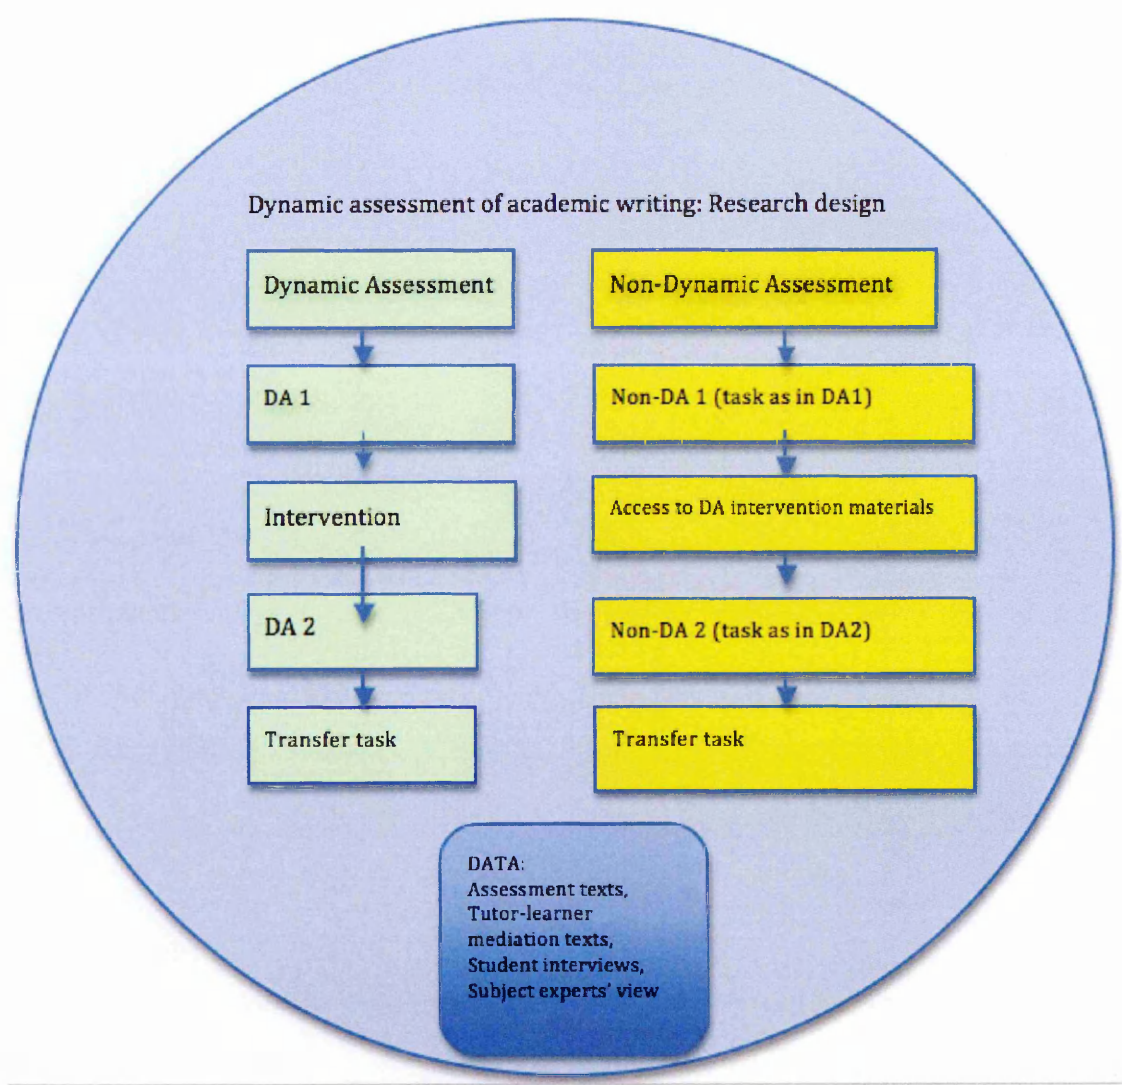 Dynamic assessment of academic writing: Research design
Dynamic Assessment
Non-Dynamic Assessment
DA 1
Non-DA 1 (task as in DA1)
Intervention
Access to DA intervention materials
DA 2
Non-DA 2 (task as in DA2)
Transfer task
Transfer task
DATA:
Assessment texts,
Tutor-learner
mediation texts,
Student interviews,
Subject experts' view